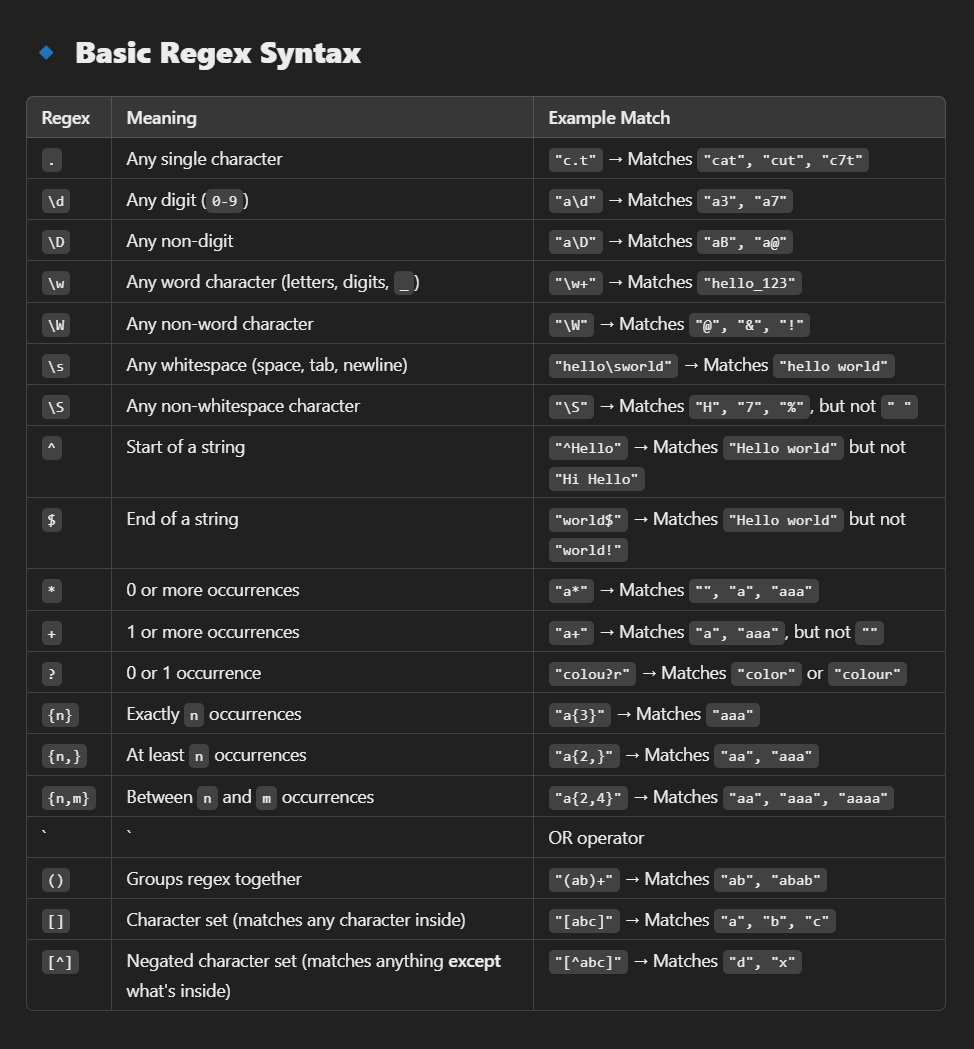 Basic Regex Syntax
Regex Meaning Example Match
. Any single character "c.t" → Matches "cat", "cut", "c7t"
\d Any digit ( 0-9 ) "a\d" → Matches "a3", "a7"
\D Any non-digit "a\D" → Matches "aB", "a@"
\w Any word character (letters, digits, _ ) "\w+" → Matches "hello_123"
\W Any non-word character "\W" → Matches "@", "&", "!"
\s Any whitespace (space, tab, newline) "hello\sworld" → Matches "hello world"
\S Any non-whitespace character "\S" → Matches "H", "7", "%" , but not " "
^ Start of a string "^Hello" → Matches "Hello world" but not
"Hi Hello"
$ End of a string "world$" → Matches "Hello world" but not
"world!"
* 0 or more occurrences "a*" → Matches "", "a", "aaa"
+ 1 or more occurrences "a+" → Matches "a", "aaa" , but not ""
? 0 or 1 occurrence "colou?r" → Matches "color" or "colour"
{n} Exactly n occurrences "a{3}" → Matches "aaa"
{n,} At least n occurrences "a{2,}" → Matches "aa", "aaa"
{n,m} Between n and m occurrences "a{2,4}" → Matches "aa", "aaa", "aaaa"
` ` OR operator
() Groups regex together "(ab)+" → Matches "ab", "abab"
[] Character set (matches any character inside) "[abc]" → Matches "a", "b", "c"
[^] Negated character set (matches anything except "[^abc]" → Matches "d", "x"
what's inside)